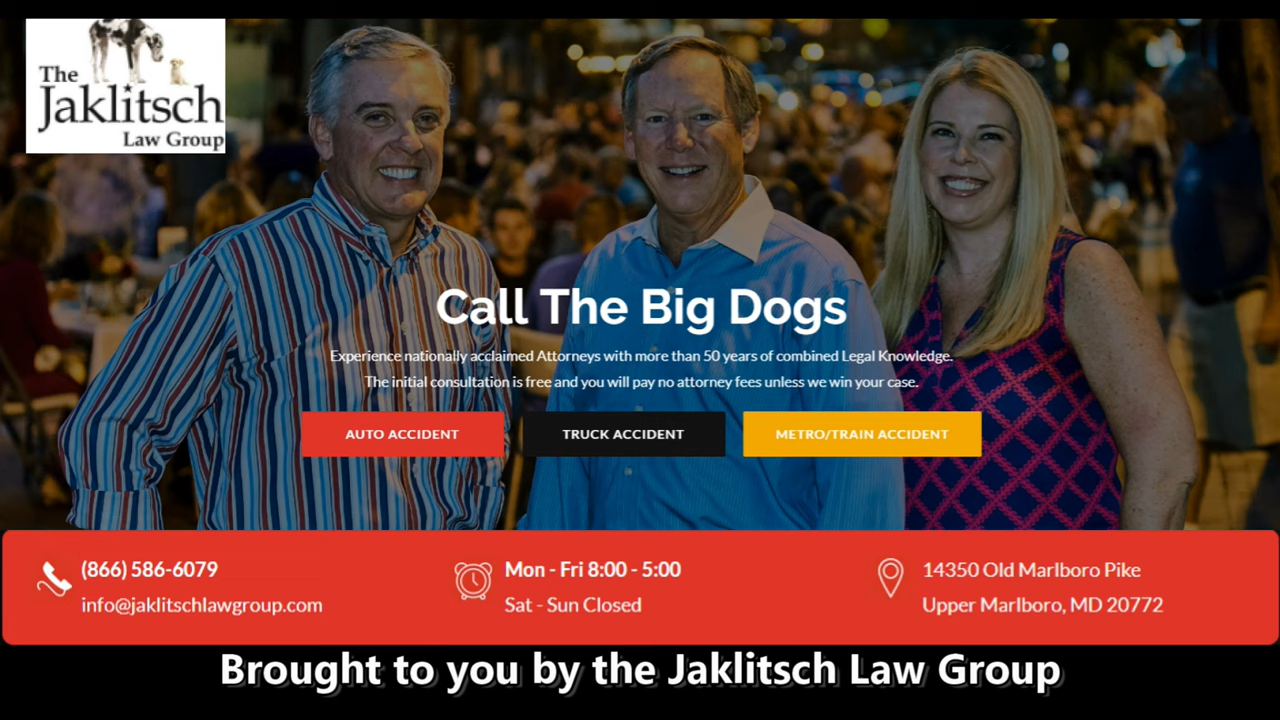 The
Jaklitsch
Law Group
Call The Big Dogs
Experience nationally acclaimed Attorneys with more than 50 years of combined Legal Knowledge.
The initial consultation is free and you will pay no attorney fees unless we win your case.
AUTO ACCIDENT
TRUCK ACCIDENT
METRO/TRAIN ACCIDENT
(866) 586-6079
info@jaklitschlawgroup.com
Mon - Fri 8:00 - 5:00
Sat - Sun Closed
14350 Old Marlboro Pike
Upper Marlboro, MD 20772
Brought to you by the Jaklitsch Law Group